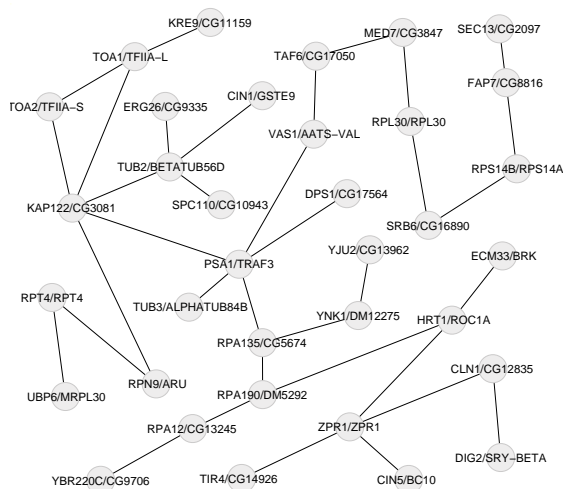 KRE9/CG11159
SEC13/CG2097
MED7/CG3847
TOA1/TFIIA−L
TAF6/CG17050
FAP7/CG8816
CIN1/GSTE9
TOA2/TFIIA−S
ERG26/CG9335
RPL30/RPL30
VAS1/AATS−VAL
TUB2/BETATUB56D
RPS14B/RPS14A
DPS1/CG17564
KAP122/CG3081
SPC110/CG10943
SRB6/CG16890
YJU2/CG13962
ECM33/BRK
PSA1/TRAF3
RPT4/RPT4
TUB3/ALPHATUB84B
YNK1/DM12275
HRT1/ROC1A
RPA135/CG5674
CLN1/CG12835
RPN9/ARU
UBP6/MRPL30
RPA190/DM5292
RPA12/CG13245
ZPR1/ZPR1
DIG2/SRY−BETA
YBR220C/CG9706
TIR4/CG14926
CIN5/BC10